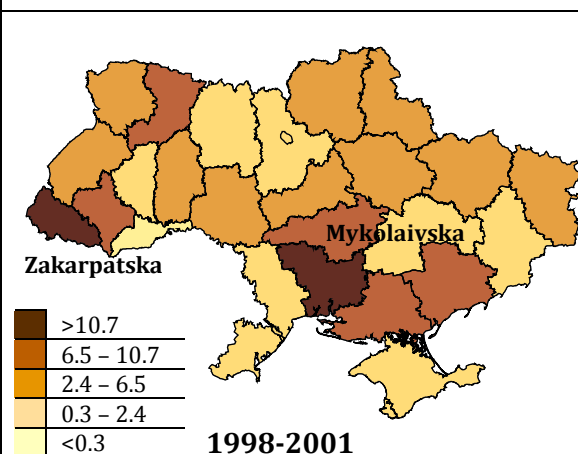 Mykolaivska
Zakarpatska
>10.7
6.5 – 10.7
2.4 – 6.5
0.3 – 2.4
<0.3
1998-2001